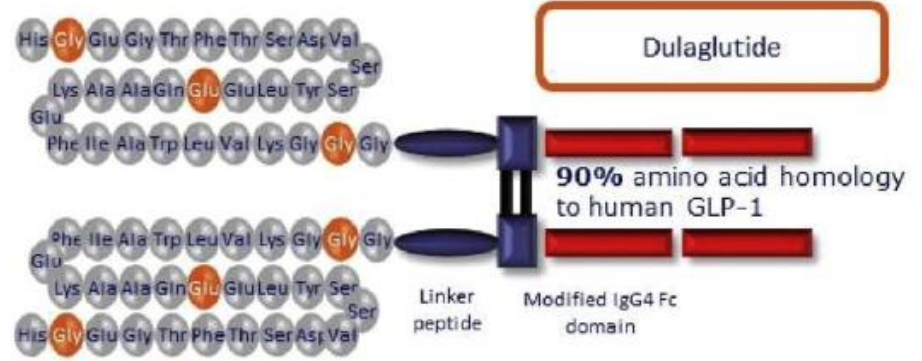 Dulaglutide
His Gly Glu Gly Thr Phe Thr Ser Asp Val
Ser
Lys Ala Ala Gln Glu Glu Leu Tyr Ser
Glu
Phe Ile Ala Trp Leu Val Lys Gly Gly Gly
90% amino acid homology
to human GLP-1
Phe Ile Ala Trp Leu Val Lys Gly Gly Gly
Glu
Lys Ala Ala Gln Glu Glu Leu Tyr Ser
Ser
His Gly Glu Gly Thr Phe Thr Ser Asp Val
Linker
peptide
Modified IgG4 Fc
domain